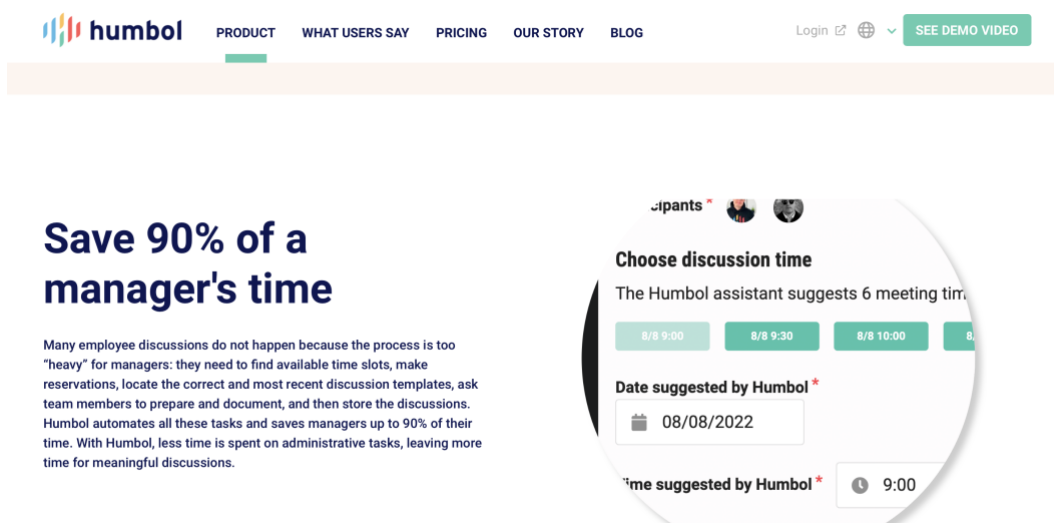 humbol
PRODUCT WHAT USERS SAY PRICING OUR STORY BLOG
Login
SEE DEMO VIDEO
Save 90% of a
manager's time
Many employee discussions do not happen because the process is too
“heavy” for managers: they need to find available time slots, make
reservations, locate the correct and most recent discussion templates, ask
team members to prepare and document, and then store the discussions.
Humbol automates all these tasks and saves managers up to 90% of their
time. With Humbol, less time is spent on administrative tasks, leaving more
time for meaningful discussions.
*
Choose discussion time
The Humbol assistant suggests 6 meeting
8/8 9:00 8/8 9:30 8/8 10:00
Date suggested by Humbol *
08/08/2022
suggested by Humbol *
9:00